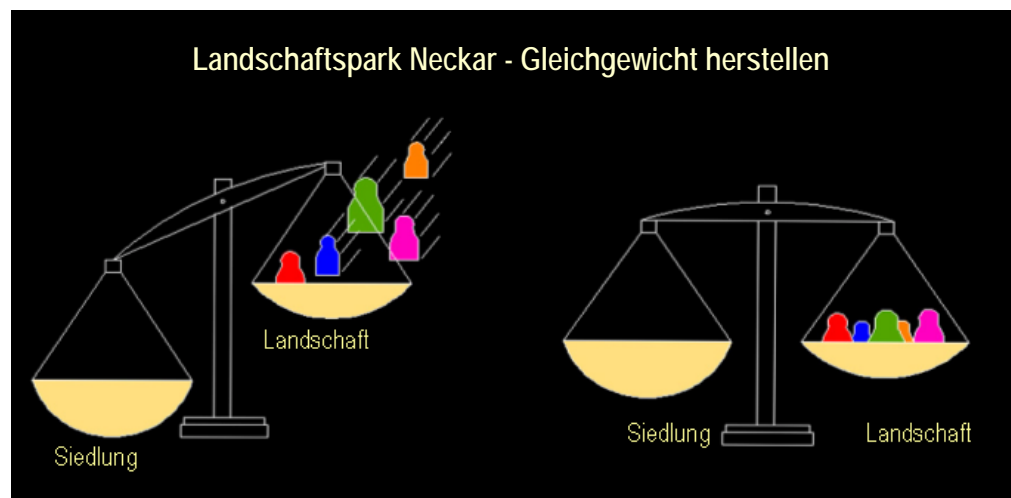 Landschaftspark Neckar - Gleichgewicht herstellen
Landschaft
Siedlung
Siedlung
Landschaft